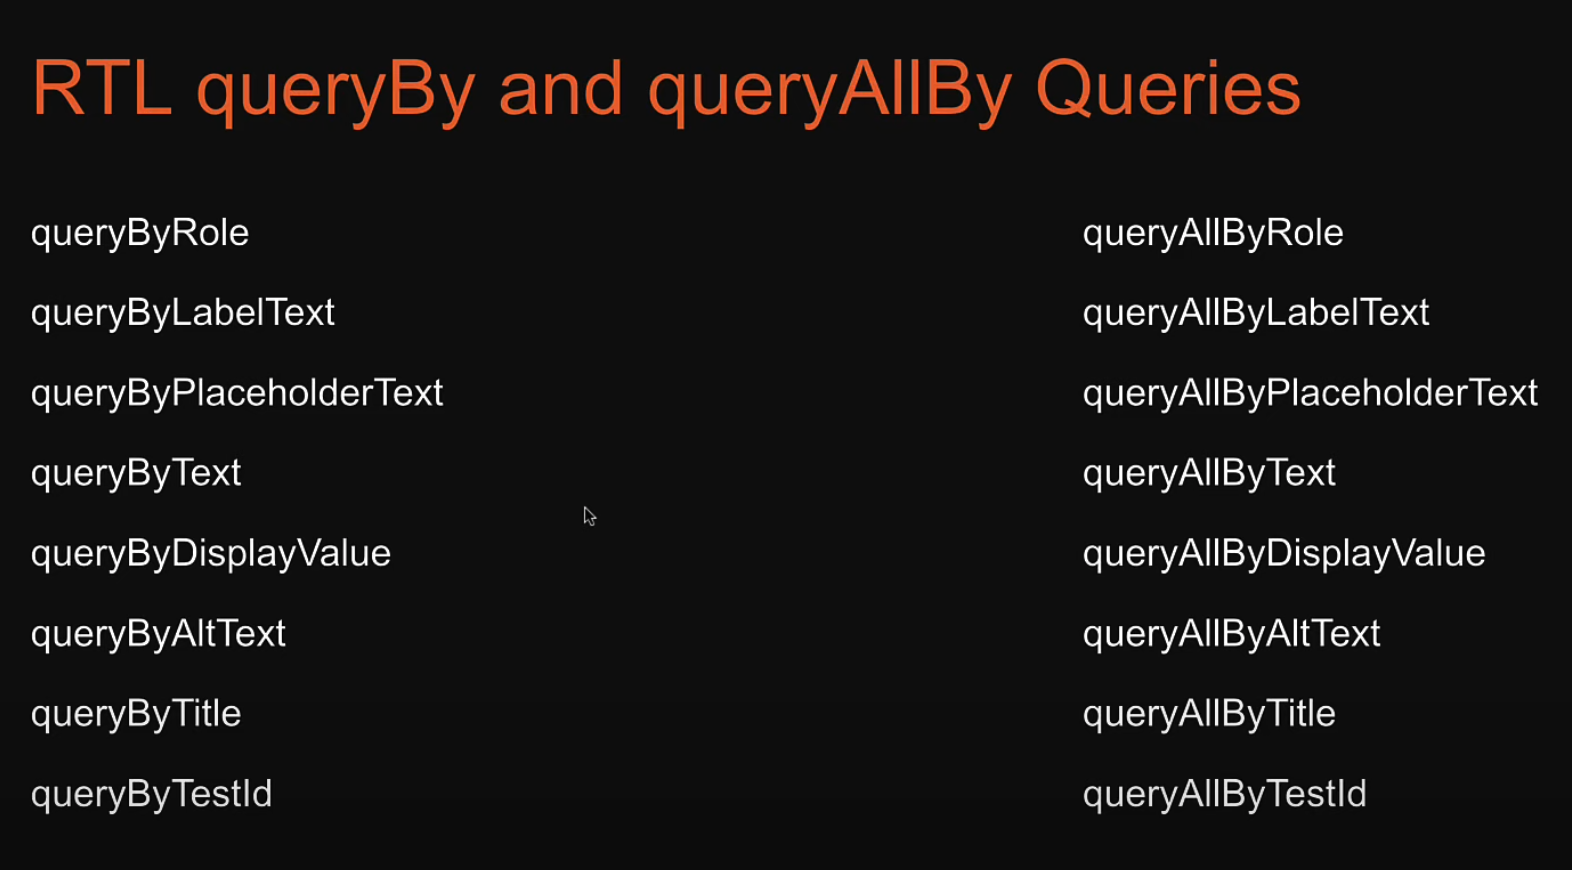 RTL queryBy and queryAllBy Queries
queryByRole
queryByLabelText
queryByPlaceholderText
queryByText
queryByDisplayValue
queryByAltText
queryByTitle
queryByTestId
queryAllByRole
queryAllByLabelText
queryAllByPlaceholderText
queryAllByText
queryAllByDisplayValue
queryAllByAltText
queryAllByTitle
queryAllByTestId